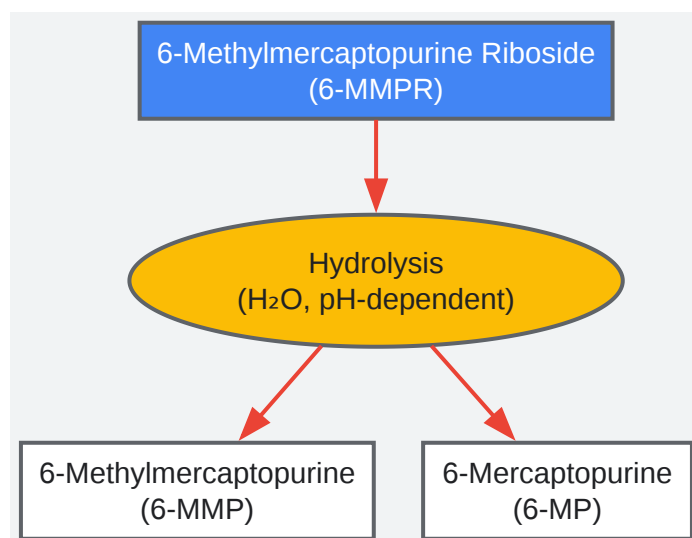 6-Methylmercaptopurine Riboside
(6-MMPR)
Hydrolysis
(H₂O, pH-dependent)
6-Methylmercaptopurine
(6-MMP)
6-Mercaptopurine
(6-MP)